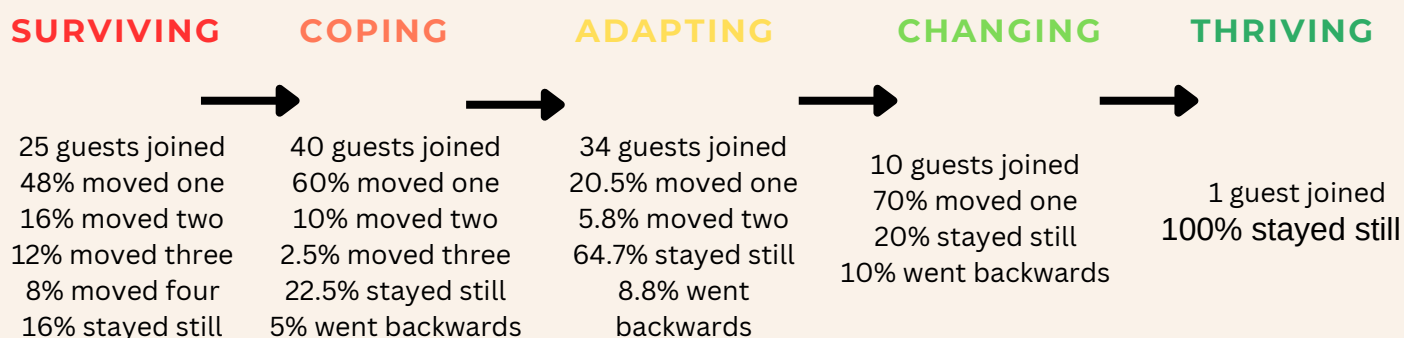 SURVIVING
COPING
ADAPTING
CHANGING
THRIVING
25 guests joined
48% moved one
16% moved two
12% moved three
8% moved four
16% stayed still
40 guests joined
60% moved one
10% moved two
2.5% moved three
22.5% stayed still
5% went backwards
34 guests joined
20.5% moved one
5.8% moved two
64.7% stayed still
8.8% went
backwards
10 guests joined
70% moved one
20% stayed still
10% went backwards
1 guest joined
100% stayed still